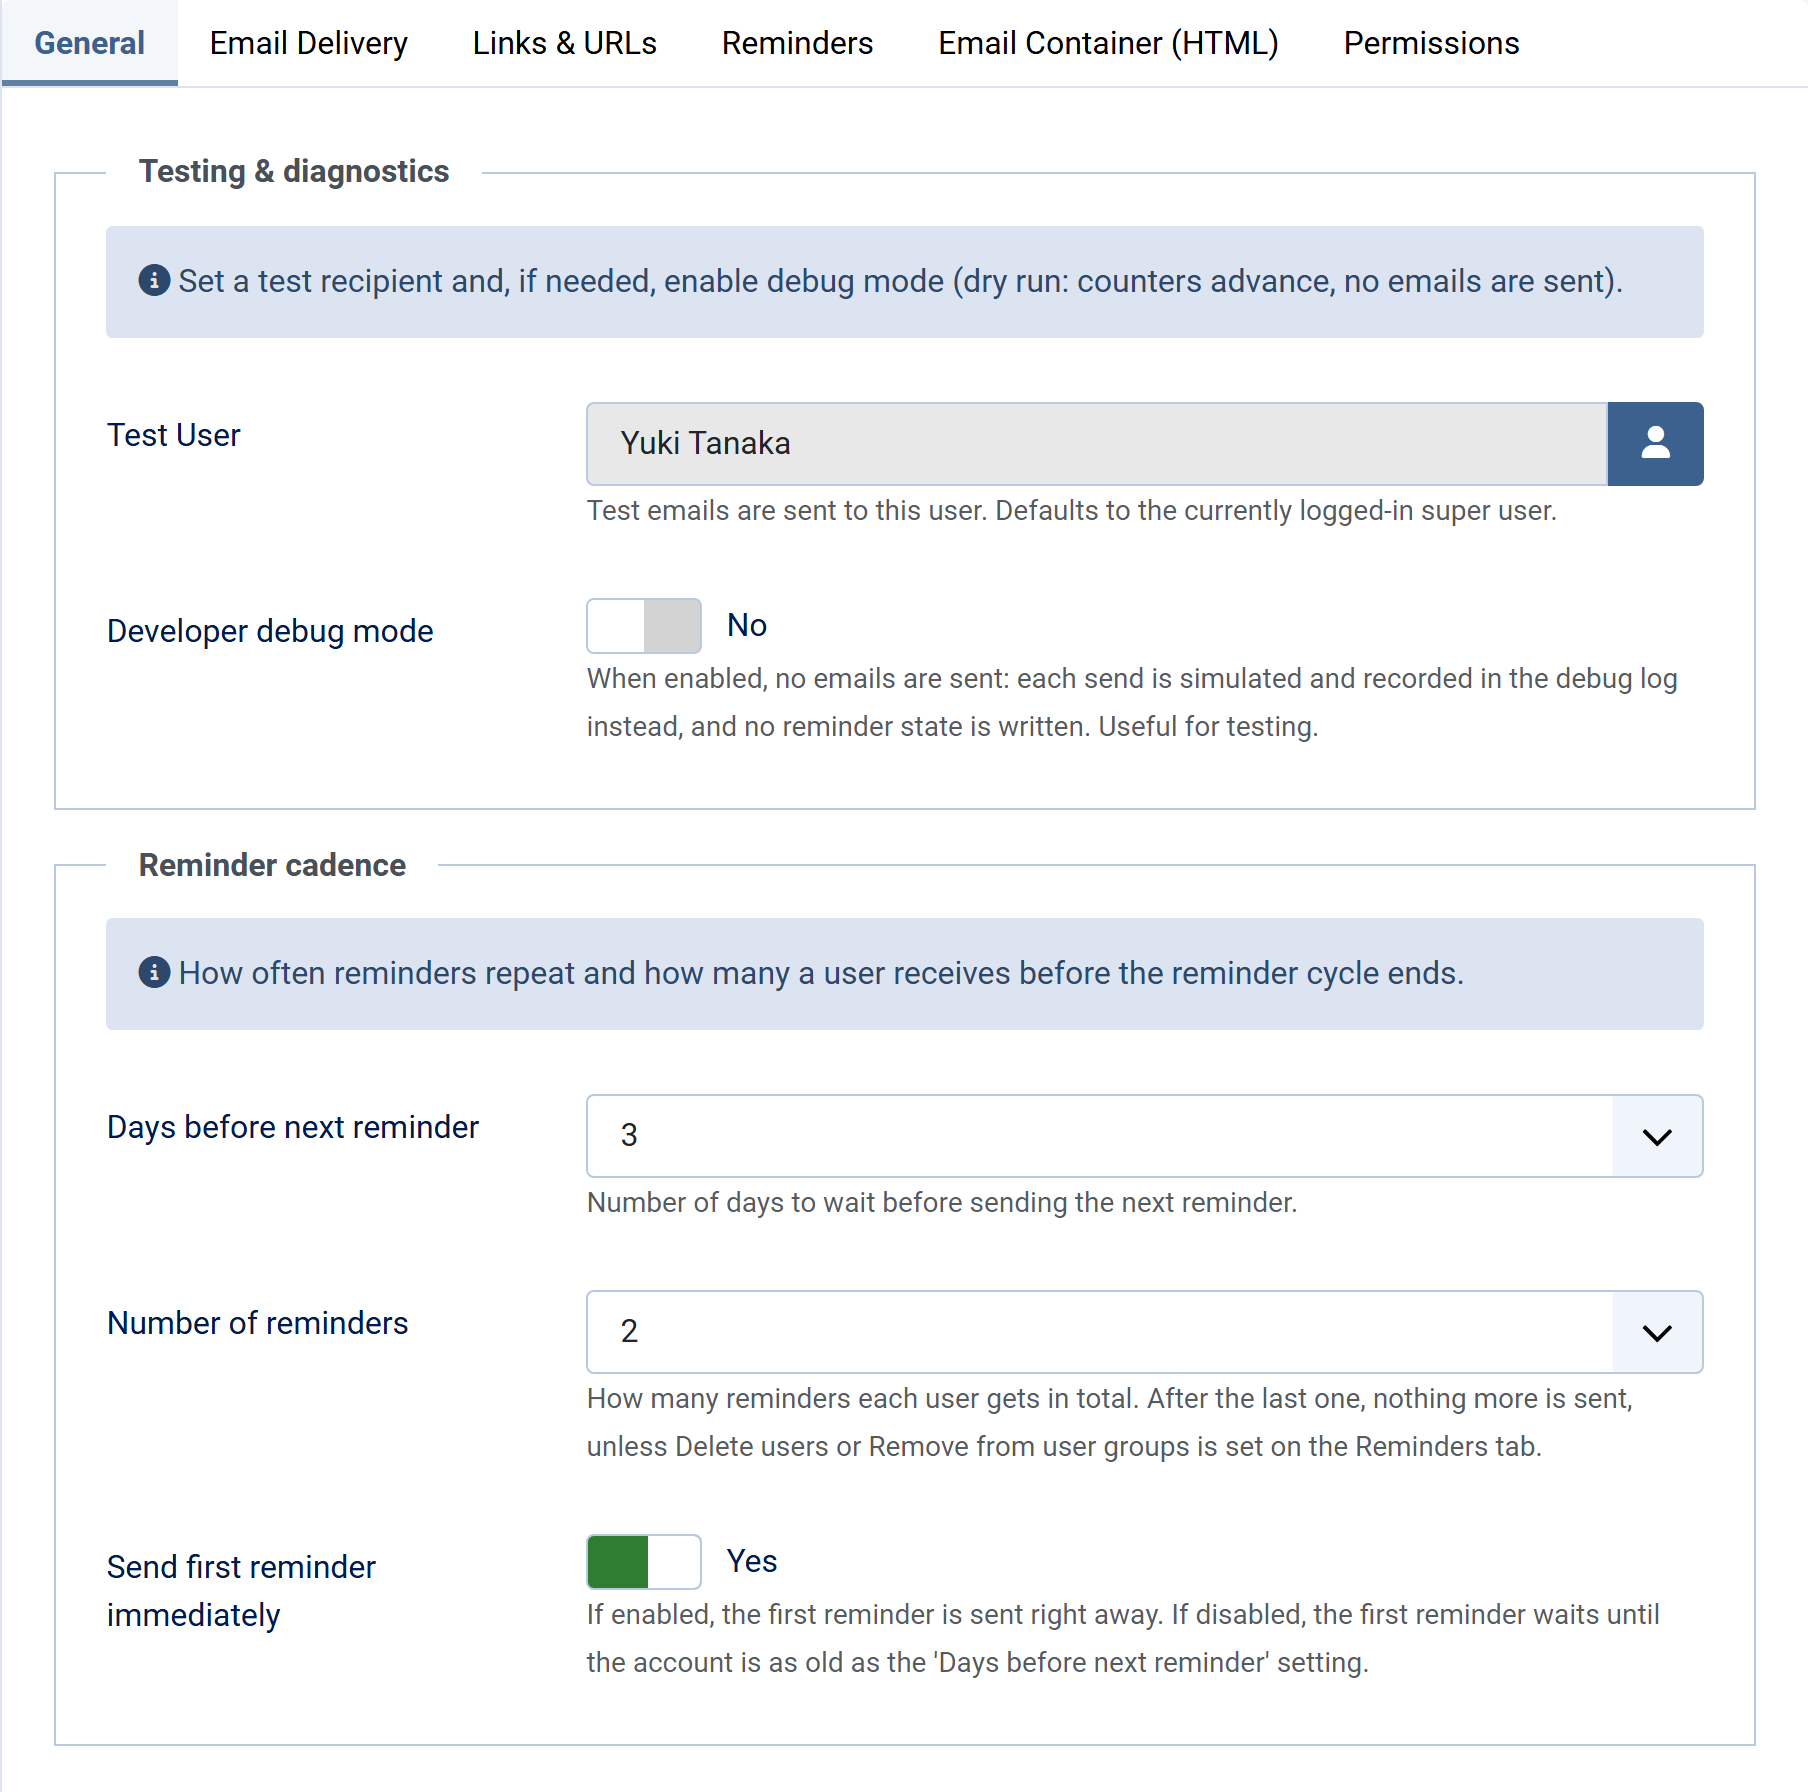 General
Email Delivery
Links & URLs
Reminders
Email Container (HTML)
Permissions
Testing & diagnostics
Set a test recipient and, if needed, enable debug mode (dry run: counters advance, no emails are sent).
Test User
Yuki Tanaka
Test emails are sent to this user. Defaults to the currently logged-in super user.
Developer debug mode
No
When enabled, no emails are sent: each send is simulated and recorded in the debug log
instead, and no reminder state is written. Useful for testing.
Reminder cadence
How often reminders repeat and how many a user receives before the reminder cycle ends.
Days before next reminder
3
Number of days to wait before sending the next reminder.
Number of reminders
2
How many reminders each user gets in total. After the last one, nothing more is sent,
unless Delete users or Remove from user groups is set on the Reminders tab.
Send first reminder
immediately
Yes
If enabled, the first reminder is sent right away. If disabled, the first reminder waits until
the account is as old as the 'Days before next reminder' setting.